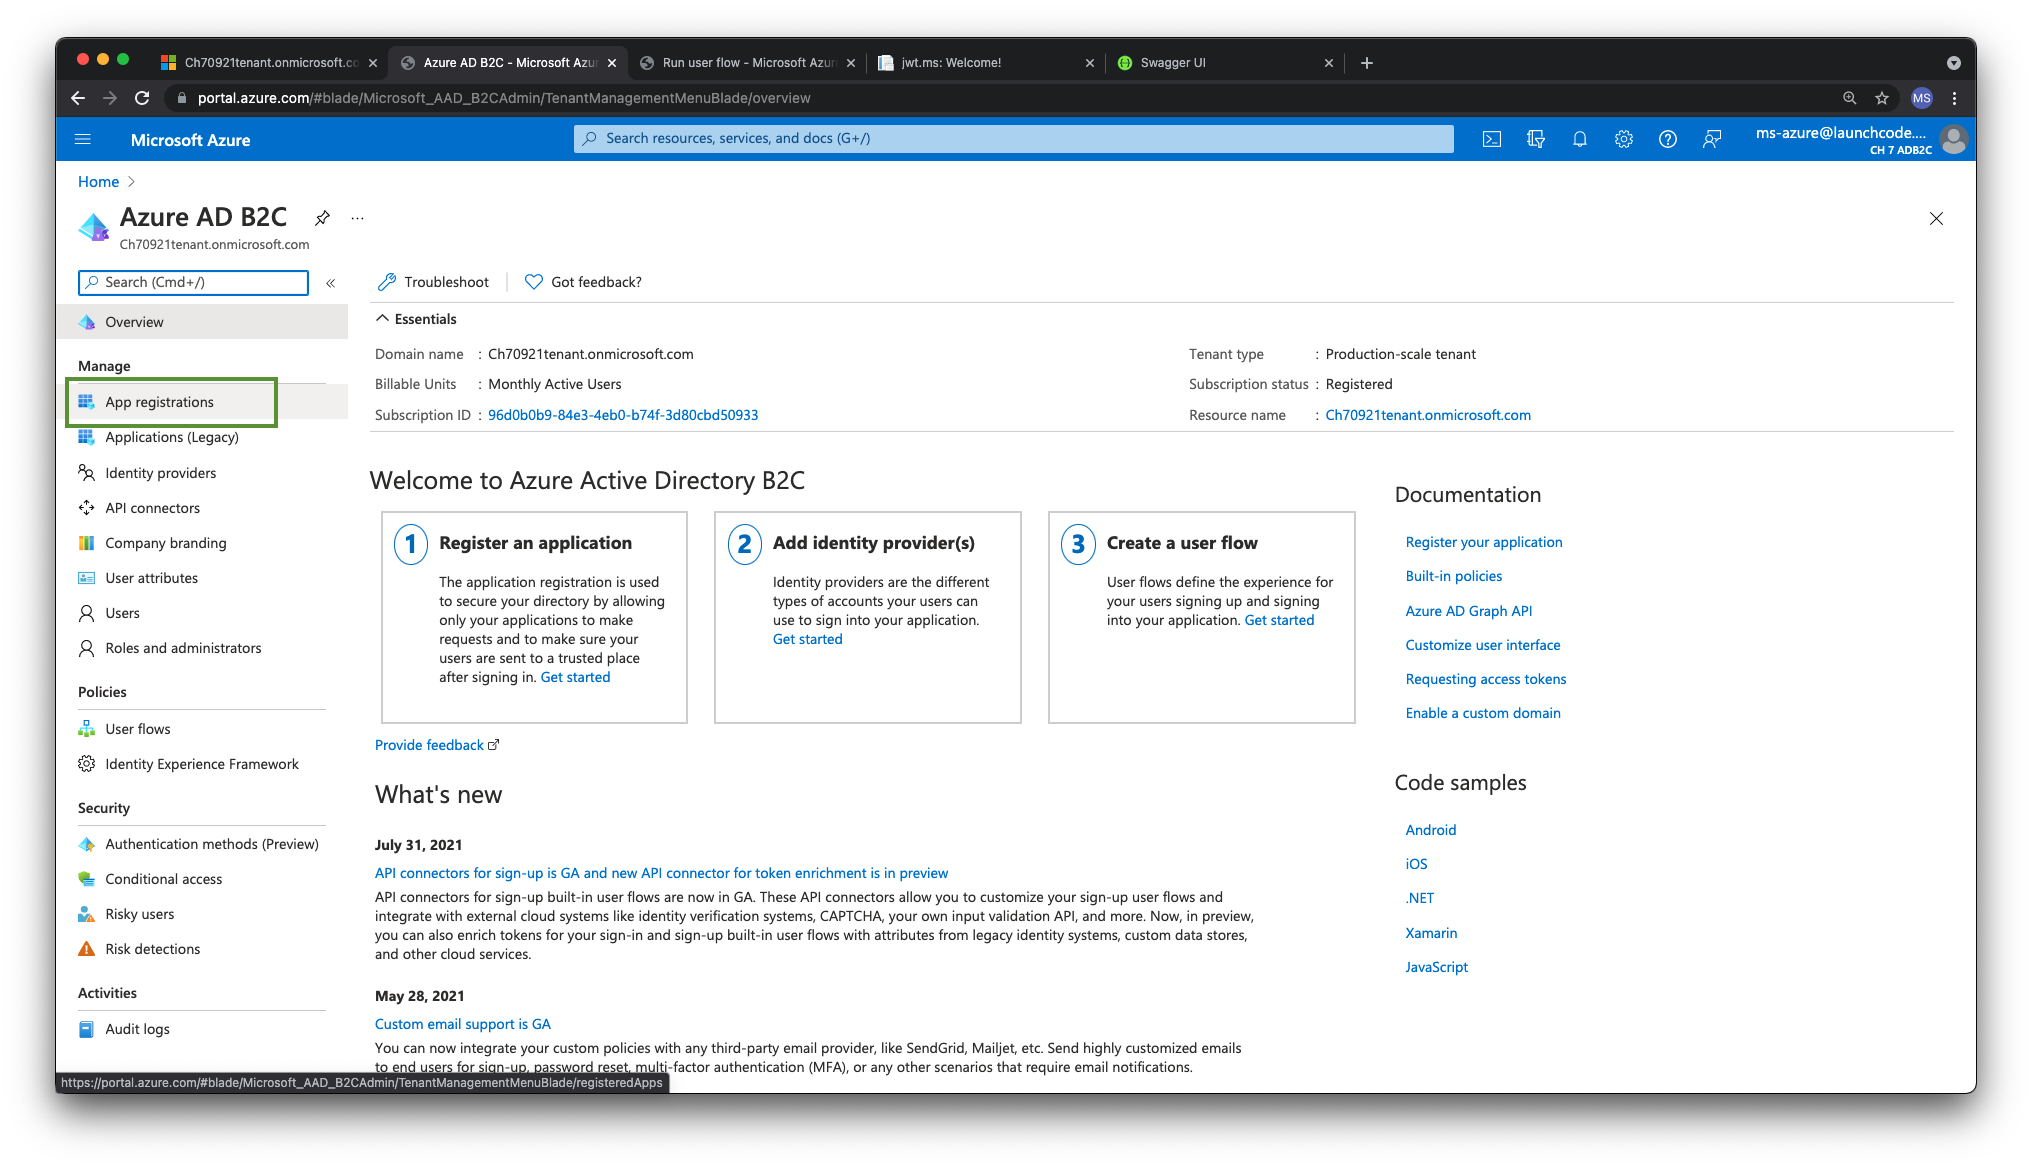 Ch70921tenant.onmicrosoft.co
Azure AD B2C - Microsoft Azur
Run user flow - Microsoft Azure
jwt.ms: Welcome!
Swagger UI
portal.azure.com/#blade/Microsoft_AAD_B2CAdmin/TenantManagementMenuBlade/overview
MS
Microsoft Azure
Search resources, services, and docs (G+/)
ms-azure@launchcode....
CH 7 ADB2C
Home >
Azure AD B2C
...
Ch70921tenant.onmicrosoft.com
Search (Cmd+/)
«
Overview
Manage
App registrations
Applications (Legacy)
Identity providers
API connectors
Company branding
User attributes
Users
Roles and administrators
Policies
User flows
Identity Experience Framework
Security
Authentication methods (Preview)
Conditional access
Risky users
Risk detections
Activities
Audit logs
Troubleshoot
Got feedback?
Essentials
Domain name : Ch70921tenant.onmicrosoft.com
Billable Units : Monthly Active Users
Subscription ID : 96d0b0b9-84e3-4eb0-b74f-3d80cbd50933
Tenant type : Production-scale tenant
Subscription status : Registered
Resource name : Ch70921tenant.onmicrosoft.com
Welcome to Azure Active Directory B2C
1 Register an application
The application registration is used
to secure your directory by allowing
only your applications to make
requests and to make sure your
users are sent to a trusted place
after signing in. Get started
2 Add identity provider(s)
Identity providers are the different
types of accounts your users can
use to sign into your application.
Get started
3 Create a user flow
User flows define the experience for
your users signing up and signing
into your application. Get started
Provide feedback
What's new
July 31, 2021
API connectors for sign-up is GA and new API connector for token enrichment is in preview
API connectors for sign-up built-in user flows are now in GA. These API connectors allow you to customize your sign-up user flows and
integrate with external cloud systems like identity verification systems, CAPTCHA, your own input validation API, and more. Now, in preview,
you can also enrich tokens for your sign-in and sign-up built-in user flows with attributes from legacy identity systems, custom data stores,
and other cloud services.
May 28, 2021
Custom email support is GA
You can now integrate your custom policies with any third-party email provider, like SendGrid, Mailjet, etc. Send highly customized emails
to end users for sign-up, password reset, multi-factor authentication (MFA), or any other scenarios that require email notifications.
Documentation
Register your application
Built-in policies
Azure AD Graph API
Customize user interface
Requesting access tokens
Enable a custom domain
Code samples
Android
iOS
.NET
Xamarin
JavaScript
https://portal.azure.com/#blade/Microsoft_AAD_B2CAdmin/TenantManagementMenuBlade/registeredApps